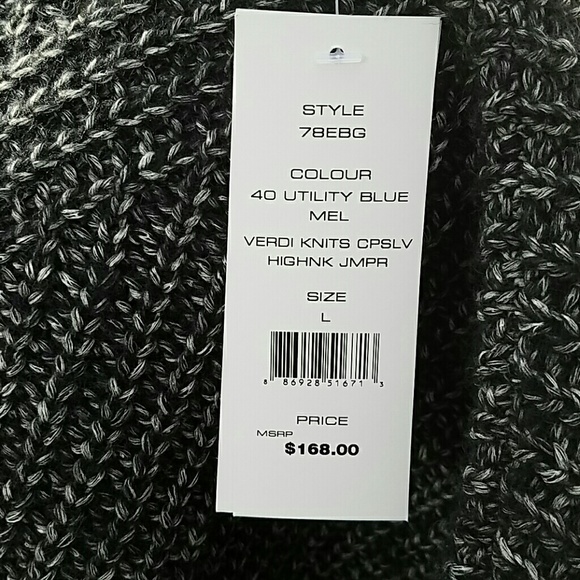 STYLE
78EBG
COLOUR
40 UTILITY BLUE
MEL
VERDI KNITS CPSLV
HIGHNK JMPR
SIZE
L
8 86928 51671 3
PRICE
MSRP
$168.00